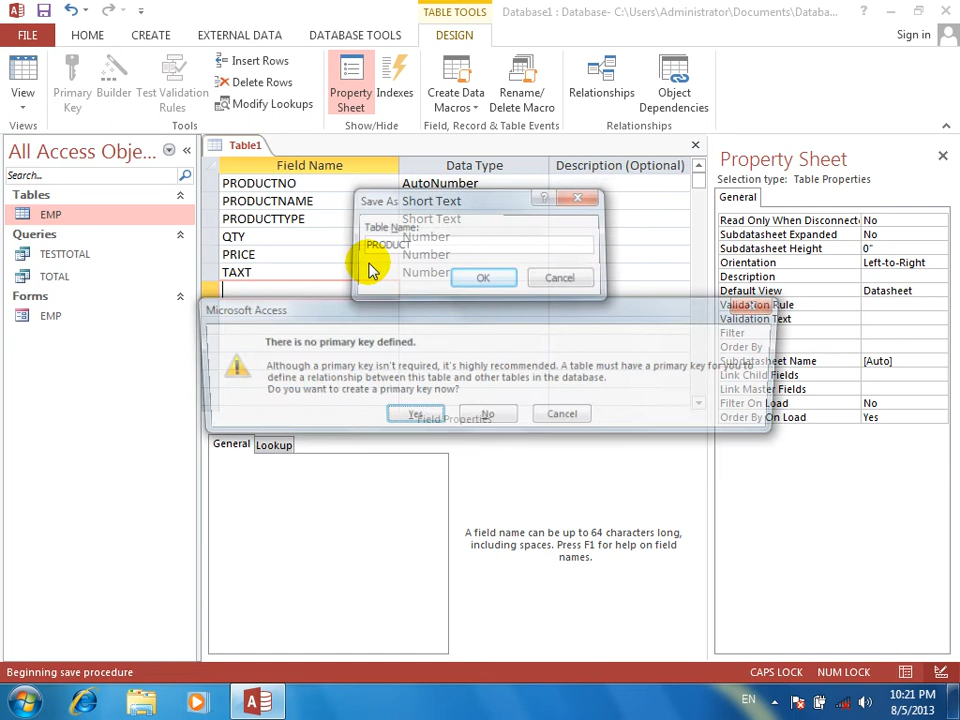 TABLE TOOLS
Database1 : Database- C:\Users\Administrator\Documents\Databa...
FILE
HOME
CREATE
EXTERNAL DATA
DATABASE TOOLS
DESIGN
Sign in
View
Primary Key
Builder
Test Validation Rules
Insert Rows
Delete Rows
Modify Lookups
Property Sheet
Indexes
Create Data Macros
Rename/ Delete Macro
Relationships
Object Dependencies
Views
Tools
Show/Hide
Field, Record & Table Events
Relationships
All Access Obje...
Search...
Tables
EMP
Queries
TESTTOTAL
TOTAL
Forms
EMP
Table1
Field Name
Data Type
Description (Optional)
PRODUCTNO
AutoNumber
PRODUCTNAME
Short Text
PRODUCTTYPE
Short Text
QTY
Number
PRICE
Number
TAXT
Number
Save As
Table Name:
PRODUCT
OK
Cancel
Microsoft Access
There is no primary key defined.
Although a primary key isn't required, it's highly recommended. A table must have a primary key for you to
define a relationship between this table and other tables in the database.
Do you want to create a primary key now?
Yes
No
Cancel
Field Properties
General
Lookup
A field name can be up to 64 characters long,
including spaces. Press F1 for help on field
names.
Property Sheet
Selection type: Table Properties
General
Read Only When Disconnect
No
Subdatasheet Expanded
No
Subdatasheet Height
0"
Orientation
Left-to-Right
Description
Default View
Datasheet
Validation Rule
Validation Text
Filter
Order By
Subdatasheet Name
[Auto]
Link Child Fields
Link Master Fields
Filter On Load
No
Order By On Load
Yes
Beginning save procedure
CAPS LOCK
NUM LOCK
EN
10:21 PM
8/5/2013